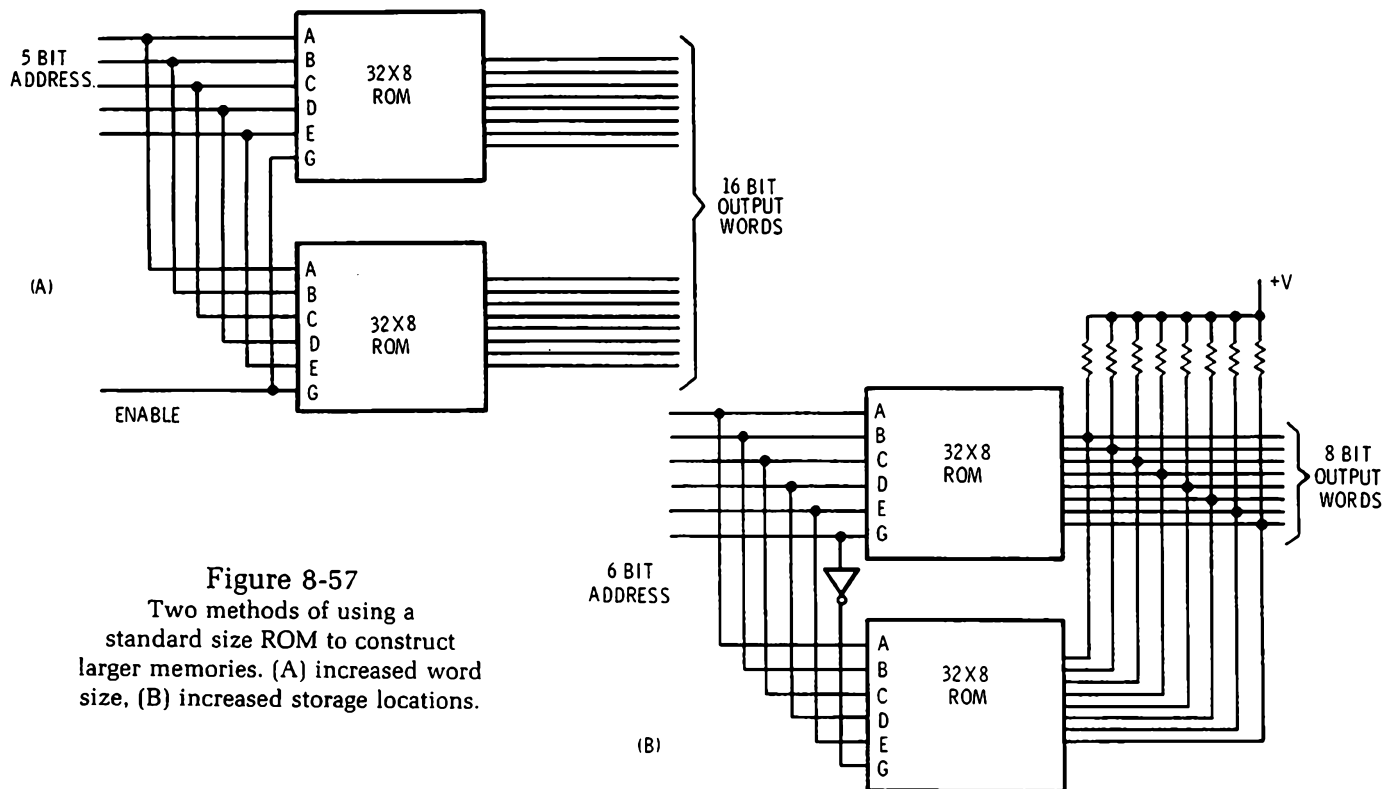 5 BIT
ADDRESS.
A
B
C
D
E
G
32X8
ROM
16 BIT
OUTPUT
WORDS
(A)
A
B
C
D
E
G
32X8
ROM
ENABLE
+V
A
B
C
D
E
G
32X8
ROM
8 BIT
OUTPUT
WORDS
6 BIT
ADDRESS
A
B
C
D
E
G
32X8
ROM
(B)
Figure 8-57
Two methods of using a
standard size ROM to construct
larger memories. (A) increased word
size, (B) increased storage locations.